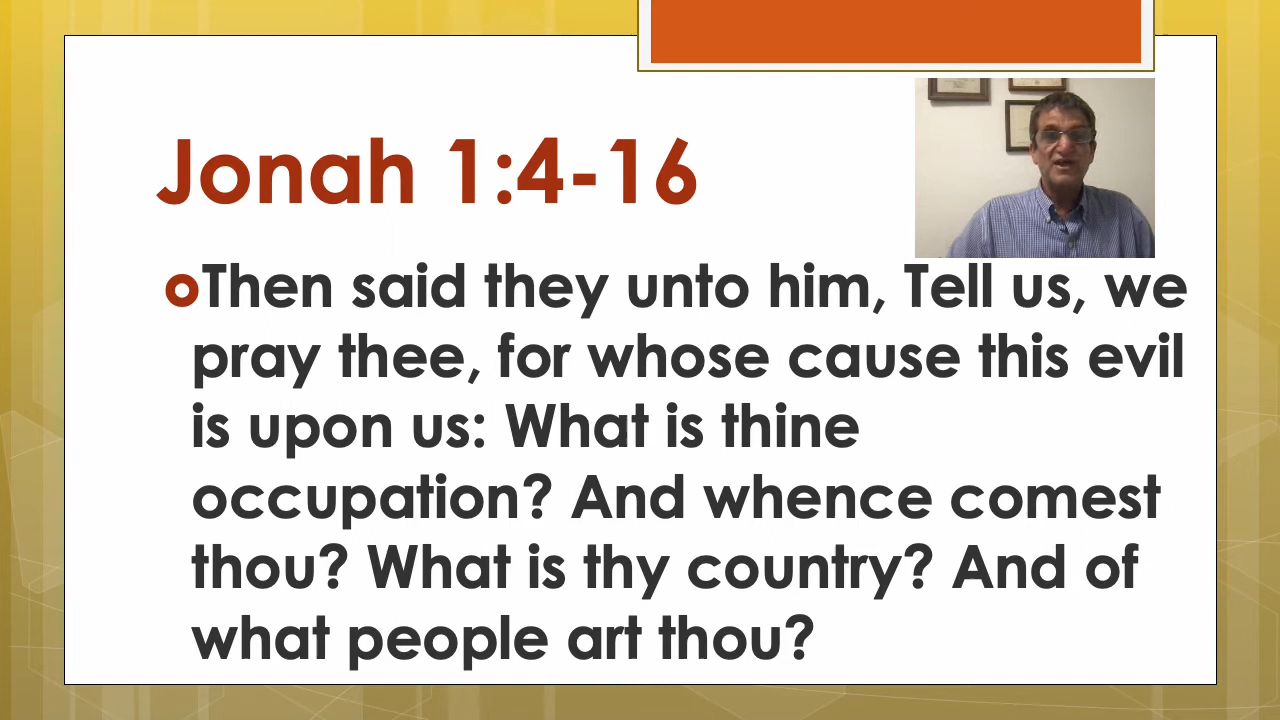 Jonah 1:4-16
oThen said they unto him, Tell us, we
pray thee, for whose cause this evil
is upon us: What is thine
occupation? And whence comest
thou? What is thy country? And of
what people art thou?